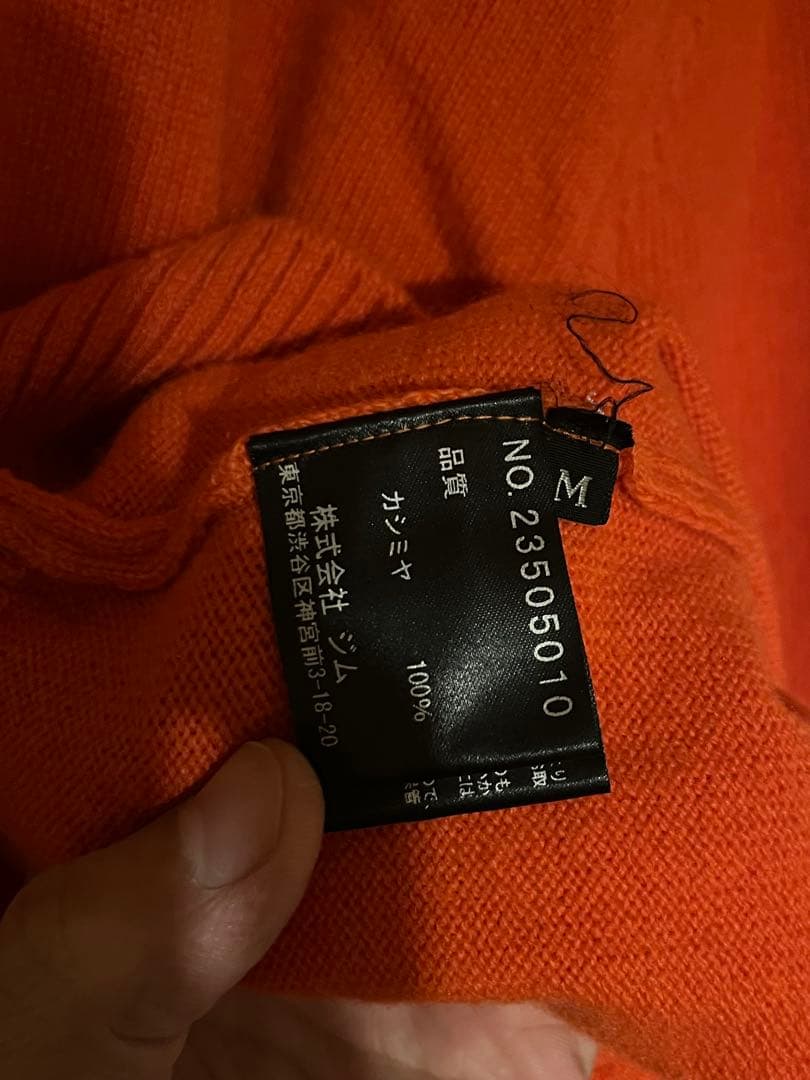 M
NO. 23505010
品質
カシミヤ 100%
株式会社 ジム
東京都渋谷区神宮前3-18-20